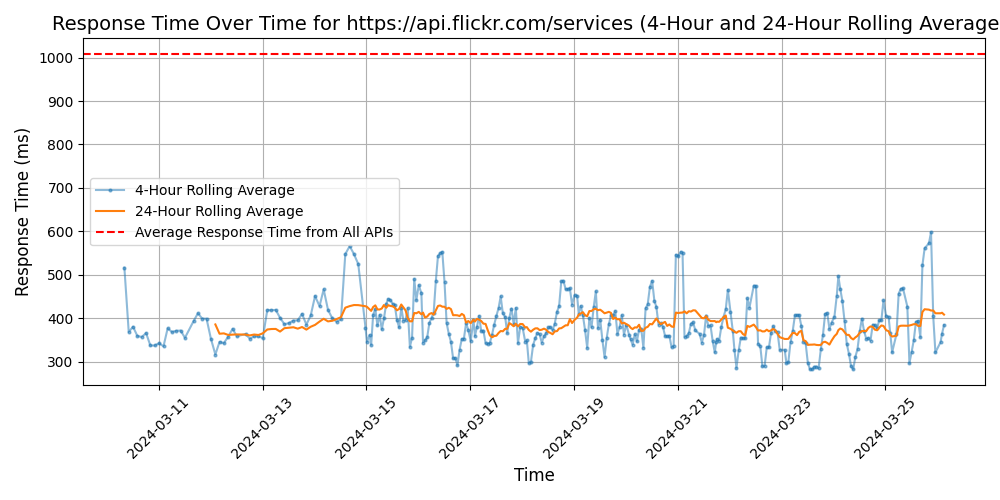 Response Time Over Time for https://api.flickr.com/services (4-Hour and 24-Hour Rolling Average
Response Time (ms)
1000
900
800
700
600
500
400
300
4-Hour Rolling Average
24-Hour Rolling Average
Average Response Time from All APIs
2024-03-11
2024-03-13
2024-03-15
2024-03-17
2024-03-19
2024-03-21
2024-03-23
2024-03-25
Time